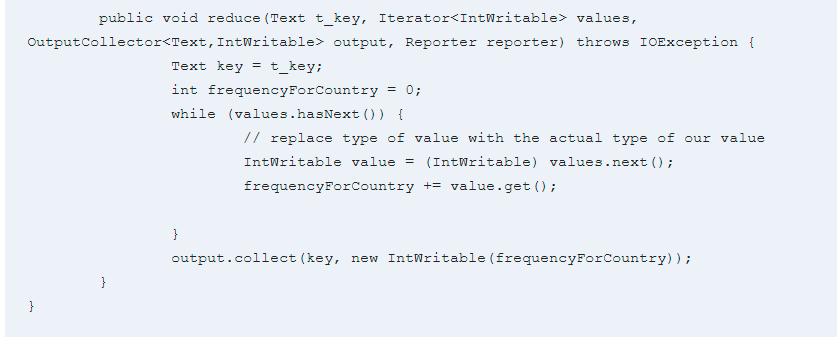 public void reduce(Text t_key, Iterator<IntWritable> values,
OutputCollector<Text,IntWritable> output, Reporter reporter) throws IOException {
Text key = t_key;
int frequencyForCountry = 0;
while (values.hasNext()) {
// replace type of value with the actual type of our value
IntWritable value = (IntWritable) values.next();
frequencyForCountry += value.get();
}
output.collect(key, new IntWritable(frequencyForCountry));
}
}